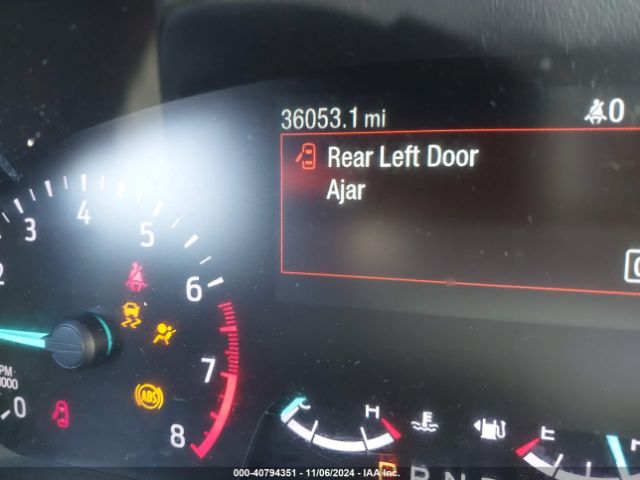 36053.1 mi
0
Rear Left Door
Ajar
2
3
4
5
6
7
8
0
ABS
C H
P R N
000-40794351 - 11/06/2024 - IAA Inc.